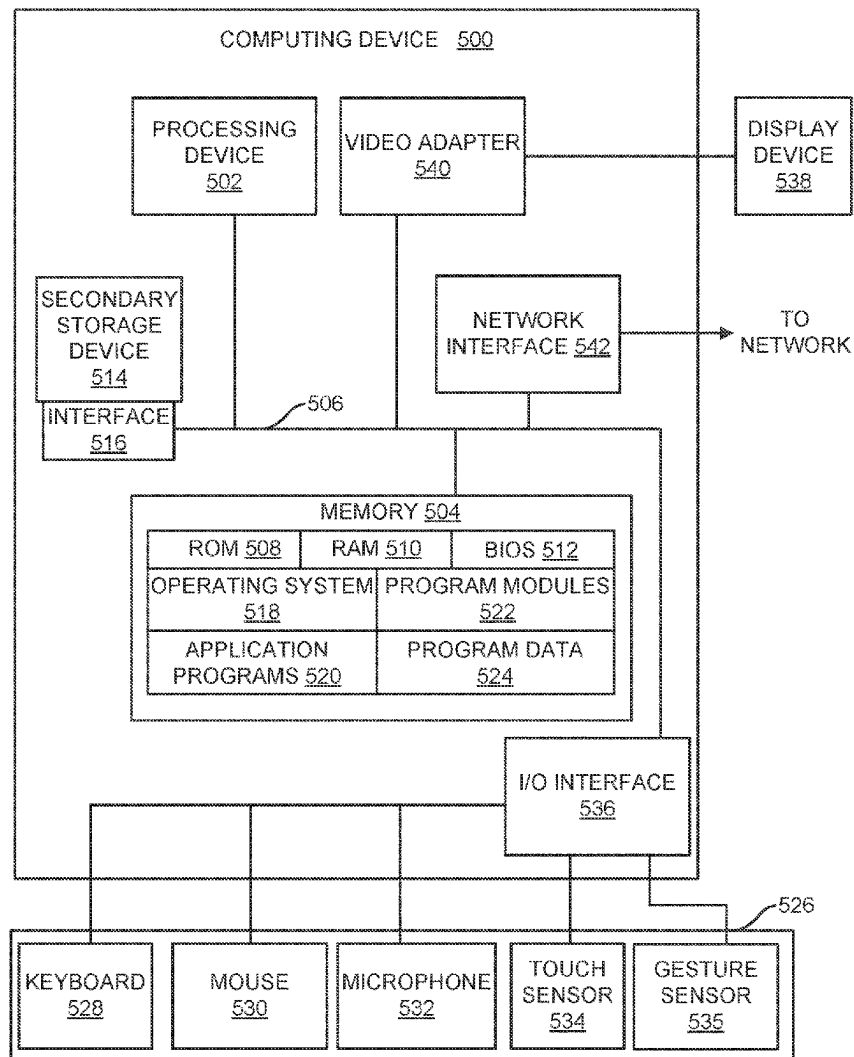 COMPUTING DEVICE 500
PROCESSING
DEVICE
502
VIDEO ADAPTER
540
DISPLAY
DEVICE
538
SECONDARY
STORAGE
DEVICE
514
INTERFACE
516
NETWORK
INTERFACE 542
TO
NETWORK
506
MEMORY 504
ROM 508
RAM 510
BIOS 512
OPERATING SYSTEM
518
PROGRAM MODULES
522
APPLICATION
PROGRAMS 520
PROGRAM DATA
524
I/O INTERFACE
536
526
KEYBOARD
528
MOUSE
530
MICROPHONE
532
TOUCH
SENSOR
534
GESTURE
SENSOR
535